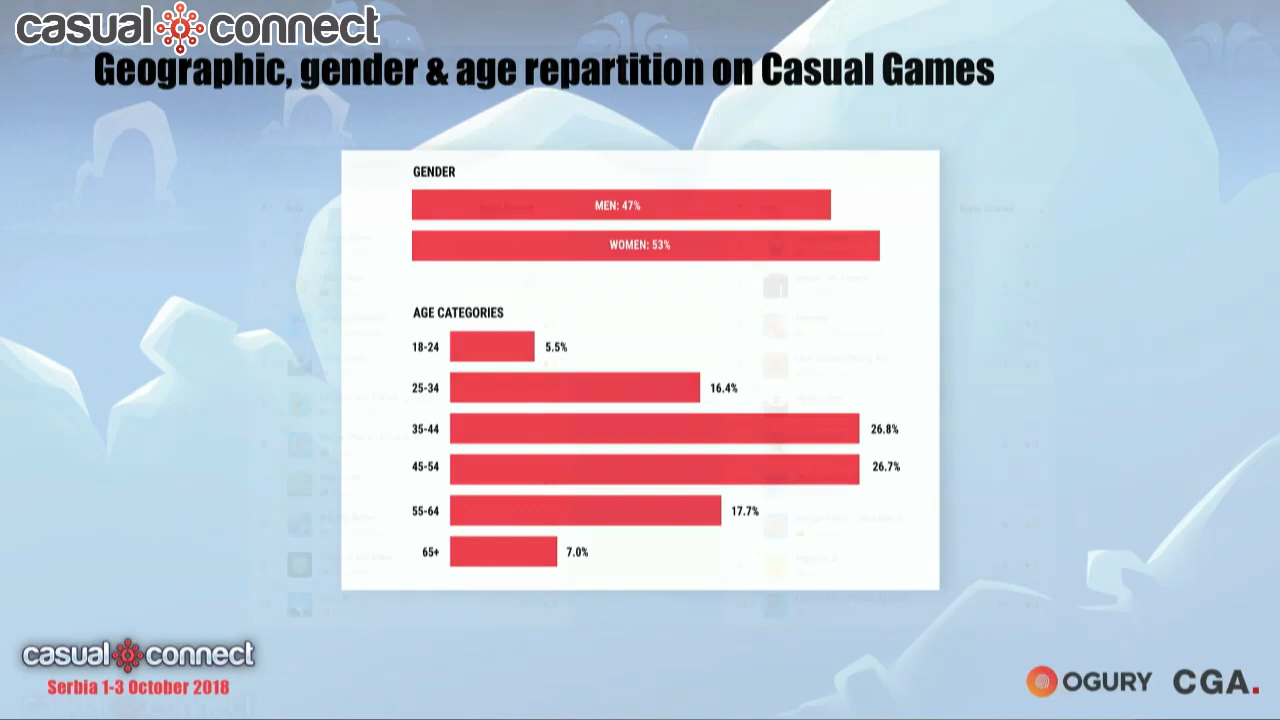 casual connect
Geographic, gender & age repartition on Casual Games
GENDER
MEN: 47%
WOMEN: 53%
AGE CATEGORIES
18-24 5.5%
25-34 16.4%
35-44 26.8%
45-54 26.7%
55-64 17.7%
65+ 7.0%
casual connect
Serbia 1-3 October 2018
OGURY CGA.